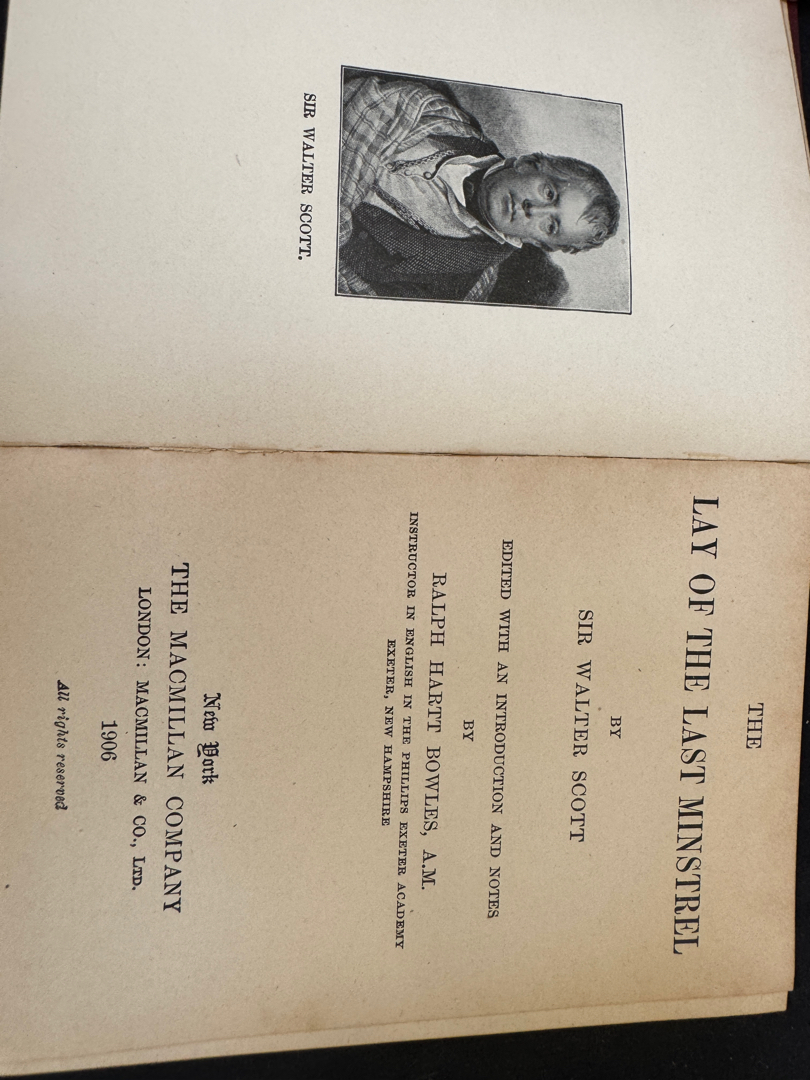 SIR WALTER SCOTT.
THE
LAY OF THE LAST MINSTREL
BY
SIR WALTER SCOTT
EDITED WITH AN INTRODUCTION AND NOTES
BY
RALPH HARTT BOWLES, A.M.
INSTRUCTOR IN ENGLISH IN THE PHILLIPS EXETER ACADEMY
EXETER, NEW HAMPSHIRE
New York
THE MACMILLAN COMPANY
LONDON: MACMILLAN & CO., LTD.
1906
All rights reserved